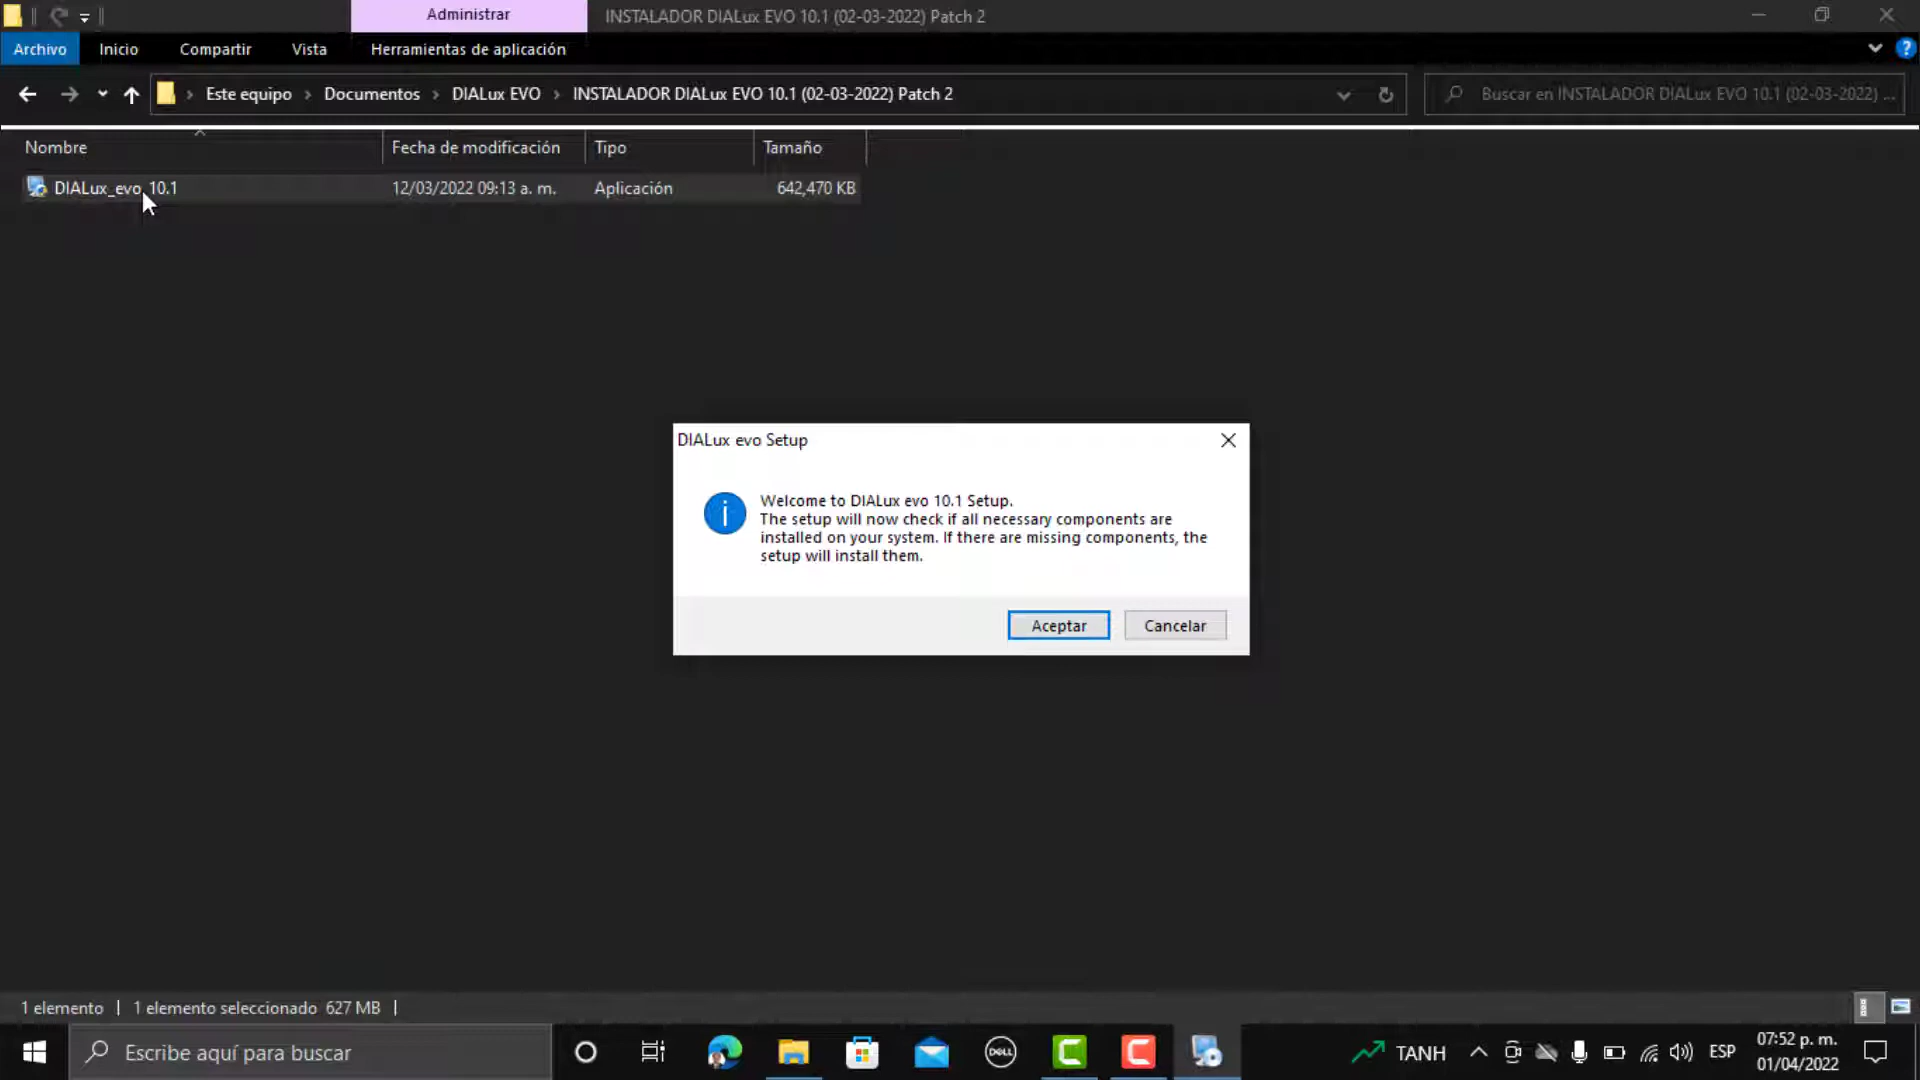 Administrar
INSTALADOR DIALux EVO 10.1 (02-03-2022) Patch 2
Archivo
Inicio
Compartir
Vista
Herramientas de aplicación
Este equipo
Documentos
DIALux EVO
INSTALADOR DIALux EVO 10.1 (02-03-2022) Patch 2
Buscar en INSTALADOR DIALux EVO 10.1 (02-03-2022) ...
Nombre
Fecha de modificación
Tipo
Tamaño
DIALux_evo_10.1
12/03/2022 09:13 a. m.
Aplicación
642,470 KB
DIALux evo Setup
Welcome to DIALux evo 10.1 Setup.
The setup will now check if all necessary components are
installed on your system. If there are missing components, the
setup will install them.
Aceptar
Cancelar
1 elemento
1 elemento seleccionado 627 MB
Escribe aquí para buscar
DELL
TANH
ESP
07:52 p. m.
01/04/2022